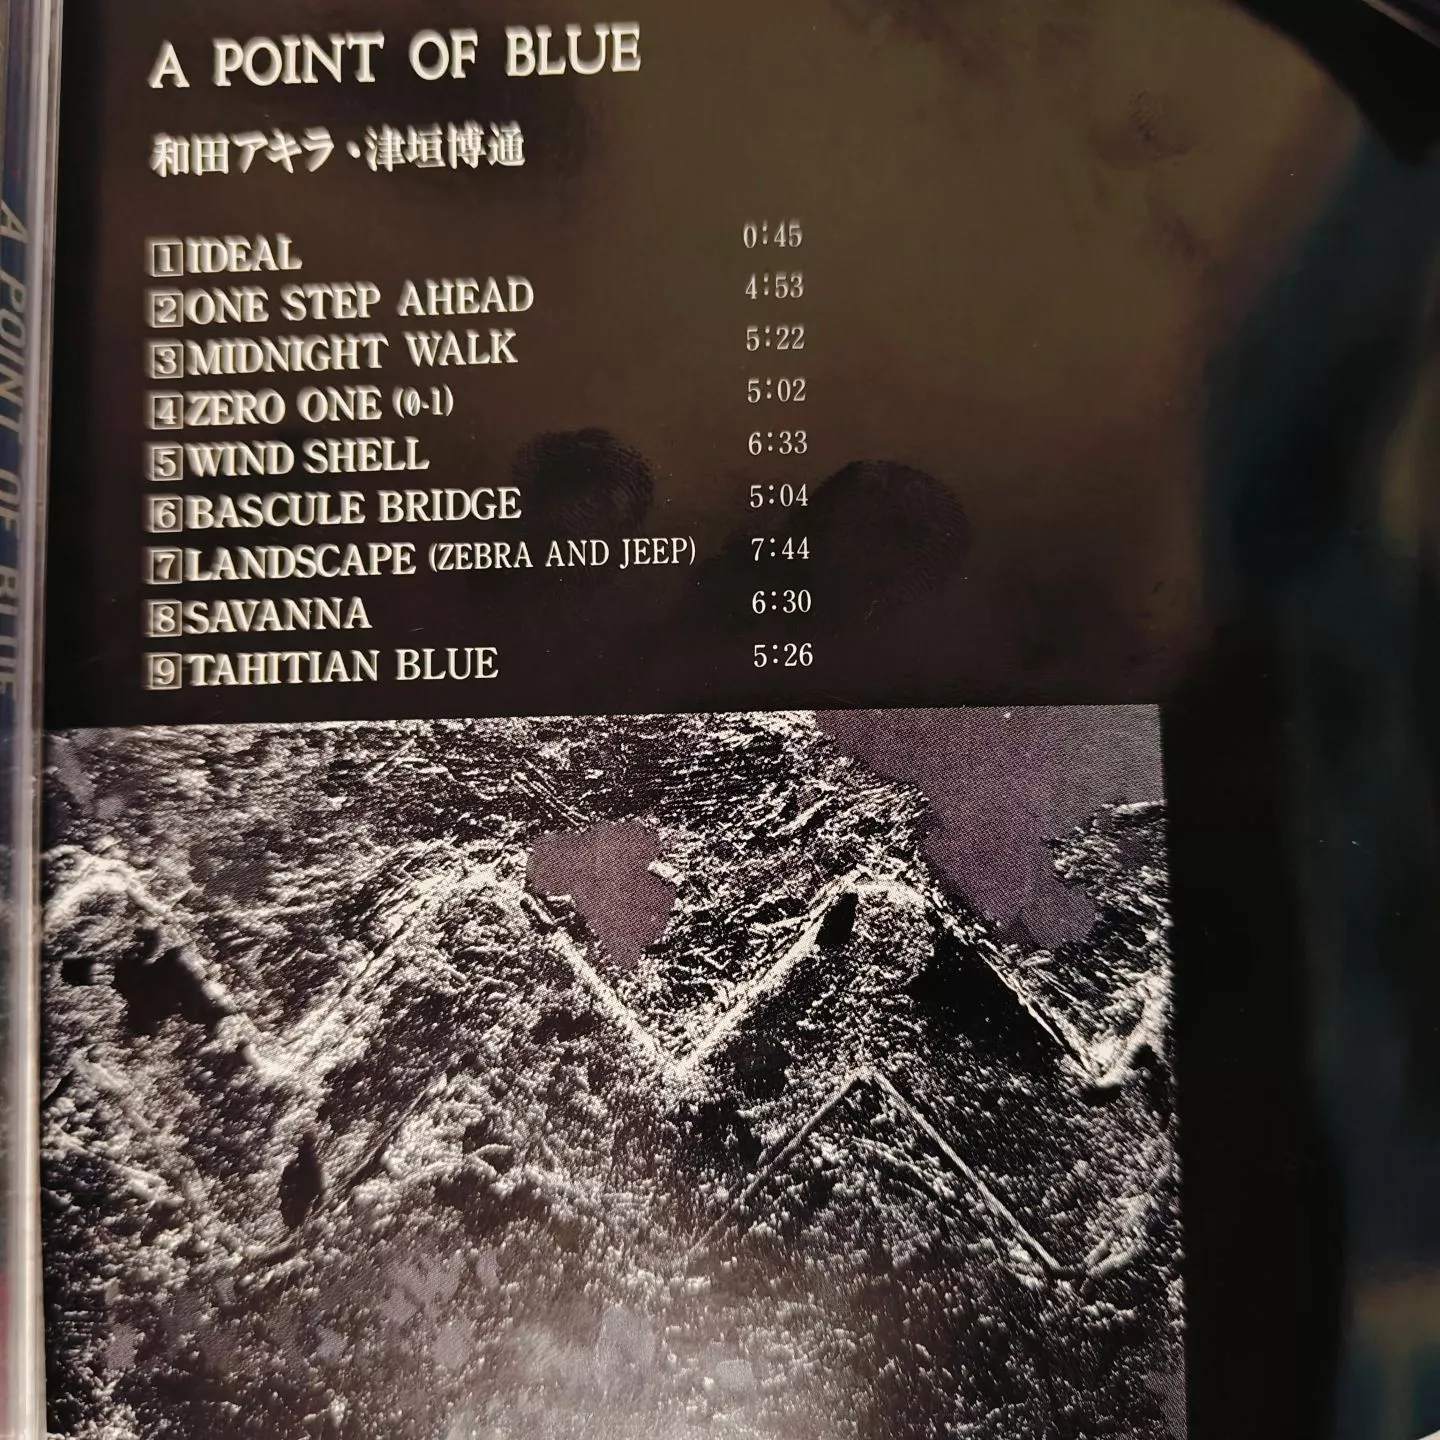 A POINT OF BLUE
和田アキラ・津垣博通
1 IDEAL 0:45
2 ONE STEP AHEAD 4:53
3 MIDNIGHT WALK 5:22
4 ZERO ONE (0-1) 5:02
5 WIND SHELL 6:33
6 BASCULE BRIDGE 5:04
7 LANDSCAPE (ZEBRA AND JEEP) 7:44
8 SAVANNA 6:30
9 TAHITIAN BLUE 5:26
A POINT OF BLUE